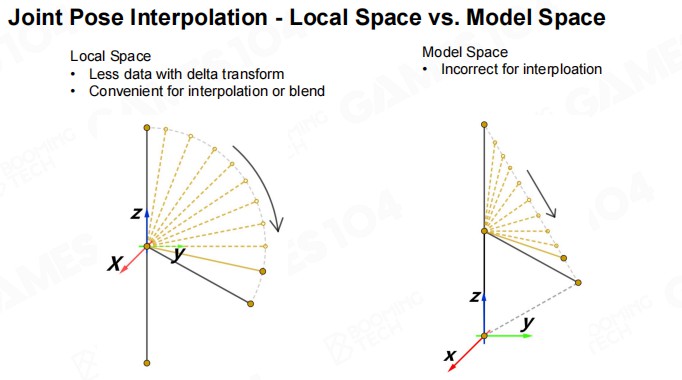 Joint Pose Interpolation - Local Space vs. Model Space
Local Space
• Less data with delta transform
• Convenient for interpolation or blend
Model Space
• Incorrect for interploation
z
y
x
z
y
x
BOOMING
TECH
GAMES104